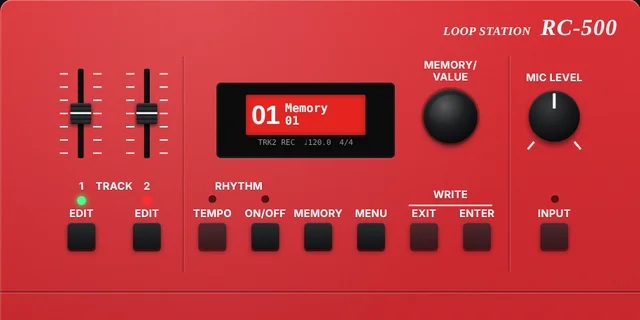 LOOP STATION RC-500
MEMORY/
VALUE
MIC LEVEL
01 Memory
01
TRK2 REC ♩120.0 4/4
1 TRACK 2
RHYTHM
WRITE
EDIT EDIT TEMPO ON/OFF MEMORY MENU EXIT ENTER INPUT